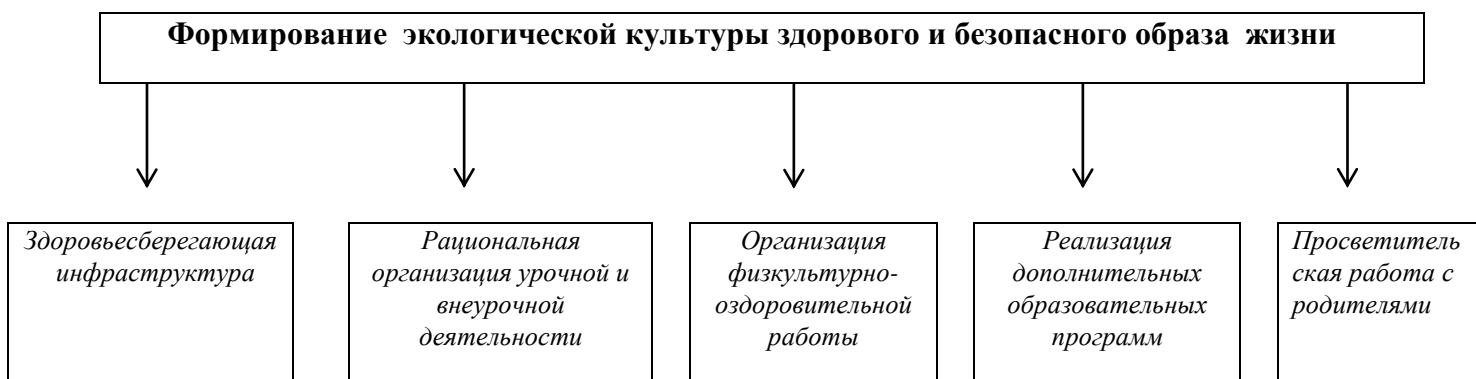 Формирование экологической культуры здорового и безопасного образа жизни
Здоровьесберегающая
инфраструктура
Рациональная
организация урочной и
внеурочной
деятельности
Организация
физкультурно-
оздоровительной
работы
Реализация
дополнительных
образовательных
программ
Просветитель
ская работа с
родителями